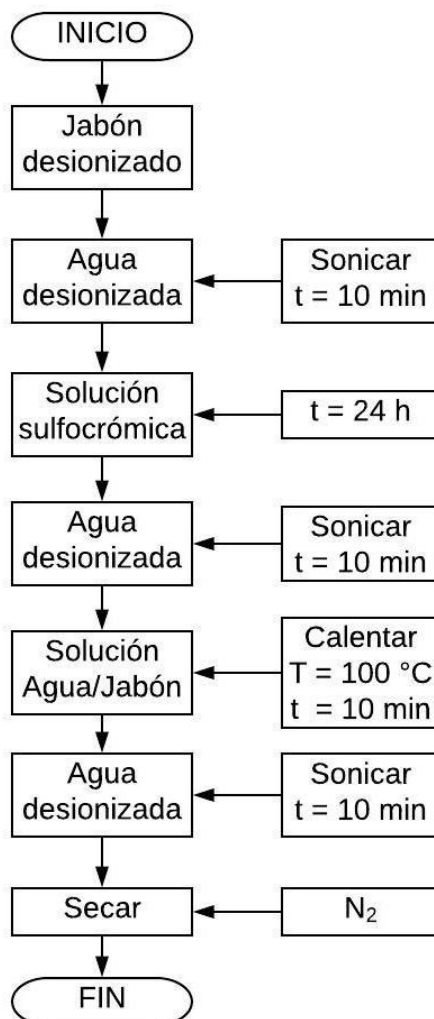 INICIO
Jabón
desionizado
Agua
desionizada
Sonicar
t = 10 min
Solución
sulfocrómica
t = 24 h
Agua
desionizada
Sonicar
t = 10 min
Solución
Agua/Jabón
Calentar
T = 100 °C
t = 10 min
Agua
desionizada
Sonicar
t = 10 min
Secar
N₂
FIN